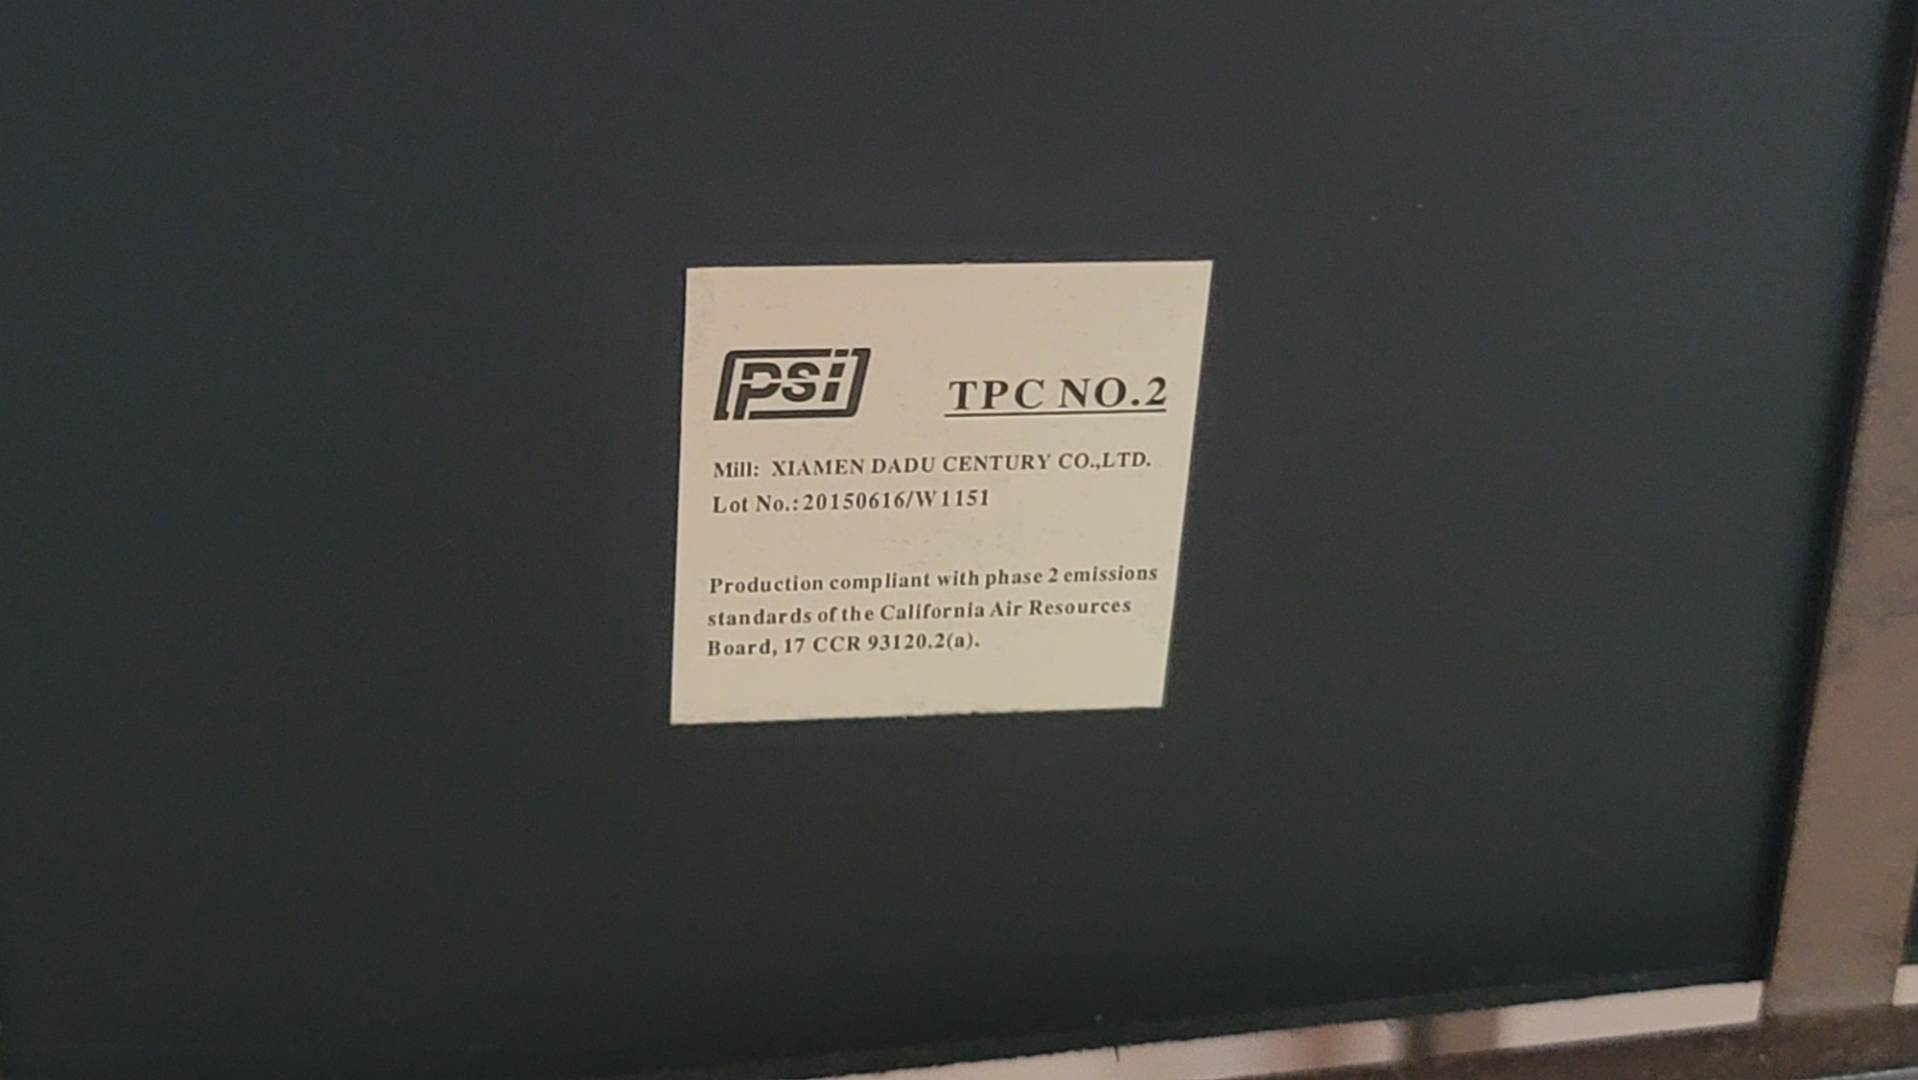 psi
TPC NO.2
Mill: XIAMEN DADU CENTURY CO.,LTD.
Lot No.:20150616/W1151
Production compliant with phase 2 emissions
standards of the California Air Resources
Board, 17 CCR 93120.2(a).